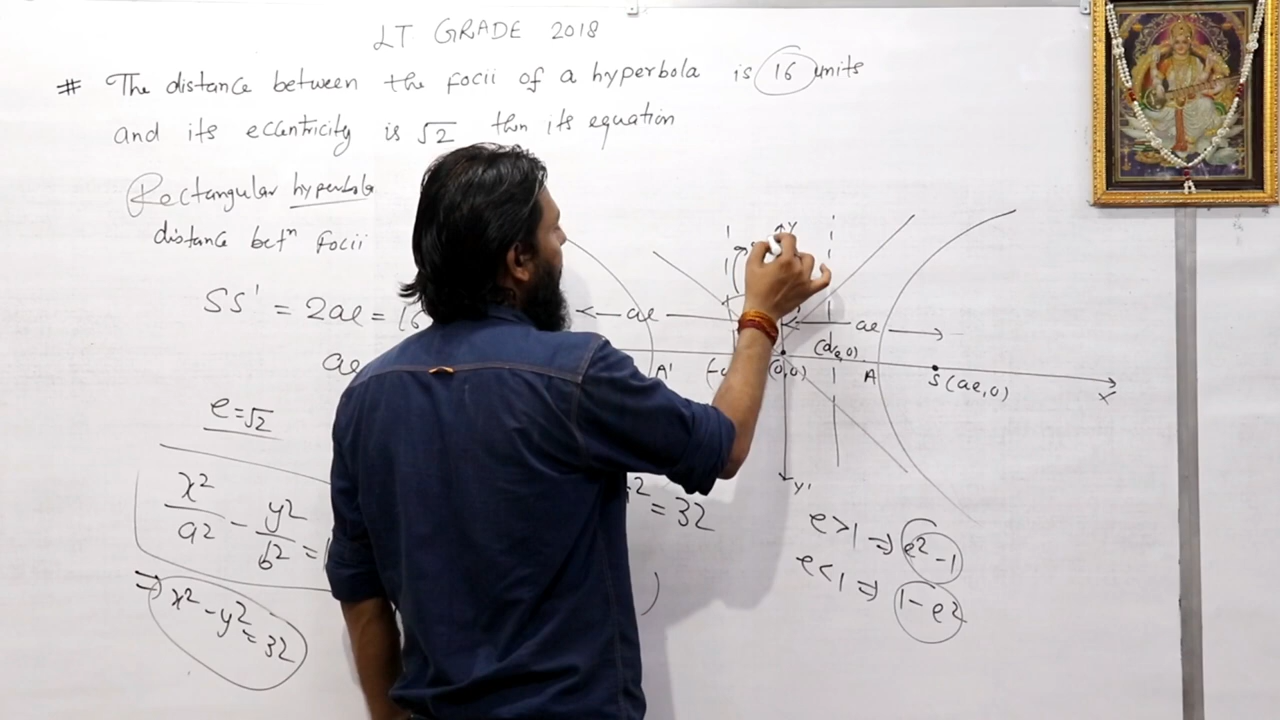 LT GRADE 2018
# The distance between the focii of a hyperbola is 16 units
and its eccentricity is √2 then its equation
Rectangular hyperbola
distance betⁿ focii
SS' = 2ae = 16
ae
e=√2
x²/a² - y²/b² = 1
⇒ x² - y² = 32
² = 32
Y
ae
ae
A'
(0,0)
(a/e,0)
A
S(ae,0)
X
Y'
e>1 ⇒ e²-1
e<1 ⇒ 1-e²